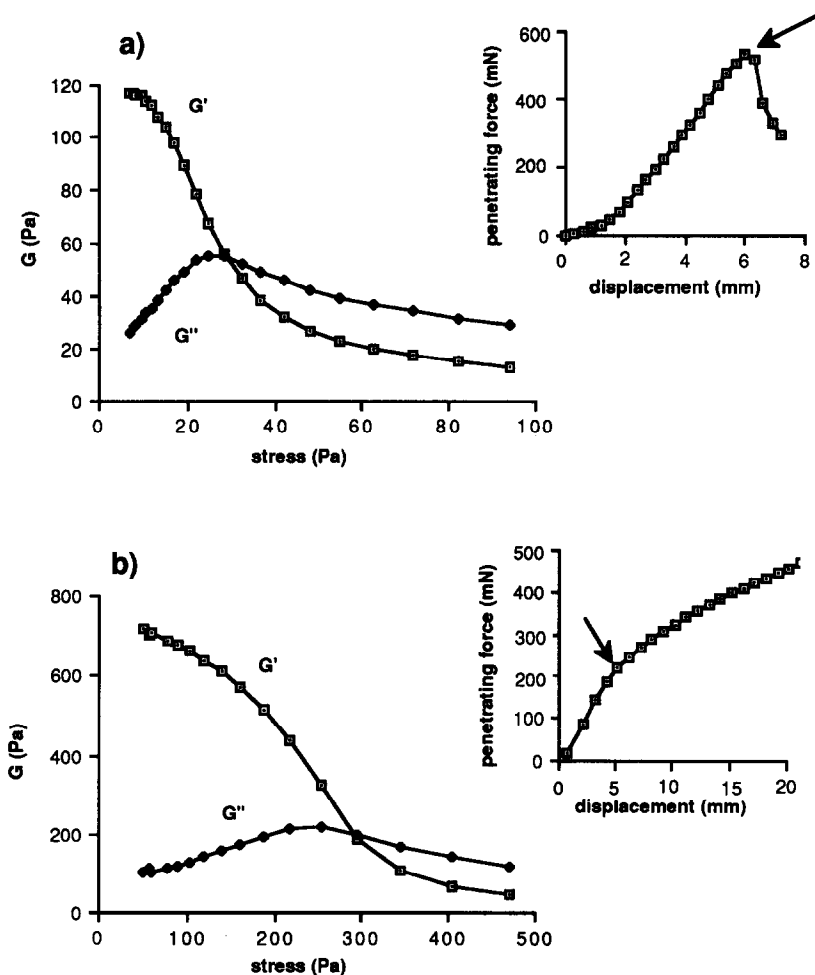 a)
120
100
80
60
40
20
0
G (Pa)
G'
G"
0 20 40 60 80 100
stress (Pa)
600
400
200
0
penetrating force (mN)
0 2 4 6 8
displacement (mm)
b)
800
600
400
200
0
G (Pa)
G'
G"
0 100 200 300 400 500
stress (Pa)
500
400
300
200
100
0
penetrating force (mN)
0 5 10 15 20
displacement (mm)